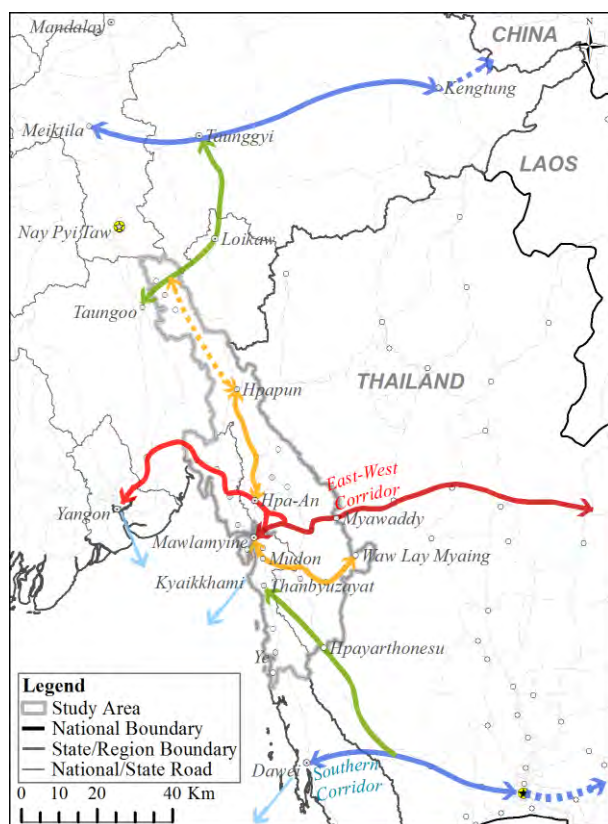 Mandalay
CHINA
N
Kengtung
Meiktila
Taunggyi
LAOS
Nay Pyi Taw
Loikaw
Taungoo
THAILAND
Hpapun
East-West
Corridor
Hpa-An
Yangon
Myawaddy
Mawlamyine
Mudon
Waw Lay Myaing
Kyaikkhami
Thanbyuzayat
Hpayarthonesu
Ye
Legend
Study Area
National Boundary
State/Region Boundary
National/State Road
Dawei
Southern
Corridor
0 10 20 40 Km